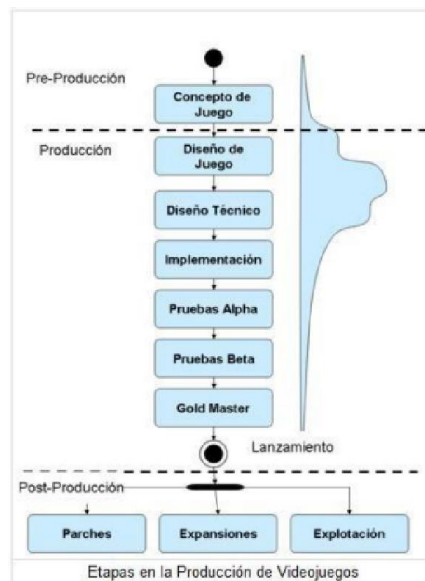 Pre-Producción
Concepto de
Juego
Producción
Diseño de
Juego
Diseño Técnico
Implementación
Pruebas Alpha
Pruebas Beta
Gold Master
Lanzamiento
Post-Producción
Parches
Expansiones
Explotación
Etapas en la Producción de Videojuegos